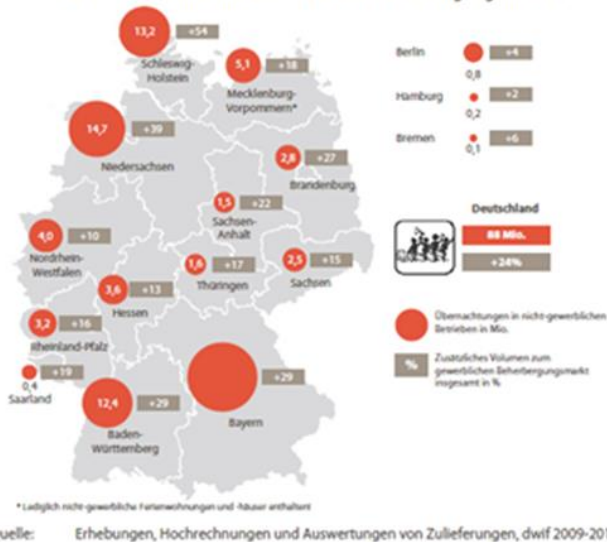 13,2 +54
Schleswig-
Holstein
5,1 +18
Mecklenburg-
Vorpommern*
14,7 +39
Niedersachsen
2,8 +27
Brandenburg
1,5 +22
Sachsen-
Anhalt
4,0 +10
Nordrhein-
Westfalen
1,6 +17
Thüringen
2,5 +15
Sachsen
3,6 +13
Hessen
3,2 +16
Rheinland-Pfalz
+19
0,4
Saarland
12,4 +29
Baden-
Württemberg
+29
Bayern
Berlin +4
0,8
Hamburg +2
0,2
Bremen +6
0,1
Deutschland
88 Mio.
+24%
Übernachtungen in nicht-gewerblichen
Betrieben in Mio.
% Zusätzliches Volumen zum
gewerblichen Beherbergungsmarkt
insgesamt in %
* Lediglich nicht-gewerbliche Ferienwohnungen und -häuser enthalten!
uelle: Erhebungen, Hochrechnungen und Auswertungen von Zulieferungen, dwif 2009-201